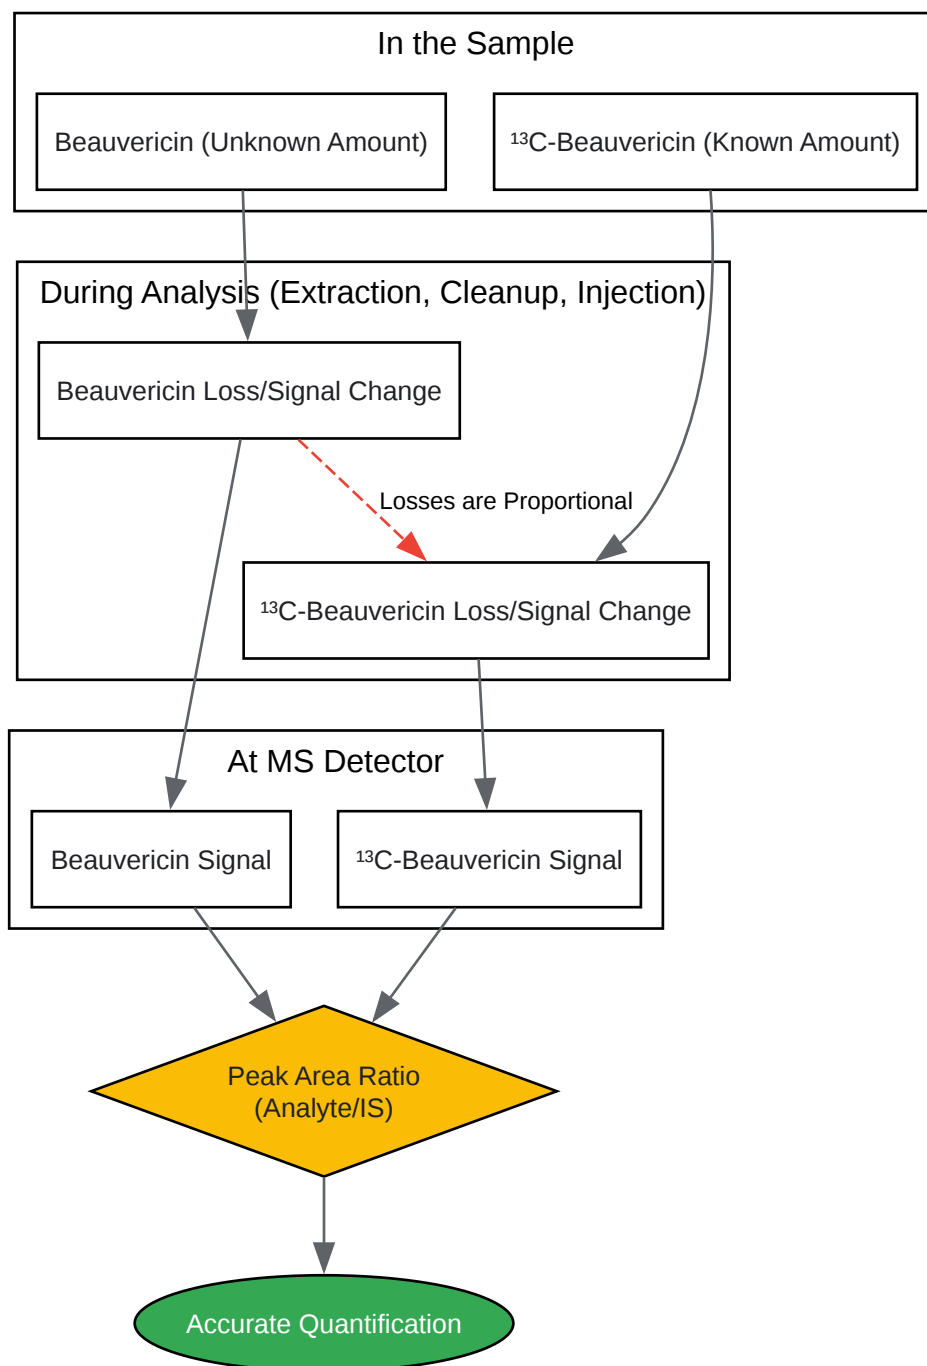 In the Sample
Beauvericin (Unknown Amount)
¹³C-Beauvericin (Known Amount)
During Analysis (Extraction, Cleanup, Injection)
Beauvericin Loss/Signal Change
Losses are Proportional
¹³C-Beauvericin Loss/Signal Change
At MS Detector
Beauvericin Signal
¹³C-Beauvericin Signal
Peak Area Ratio
(Analyte/IS)
Accurate Quantification